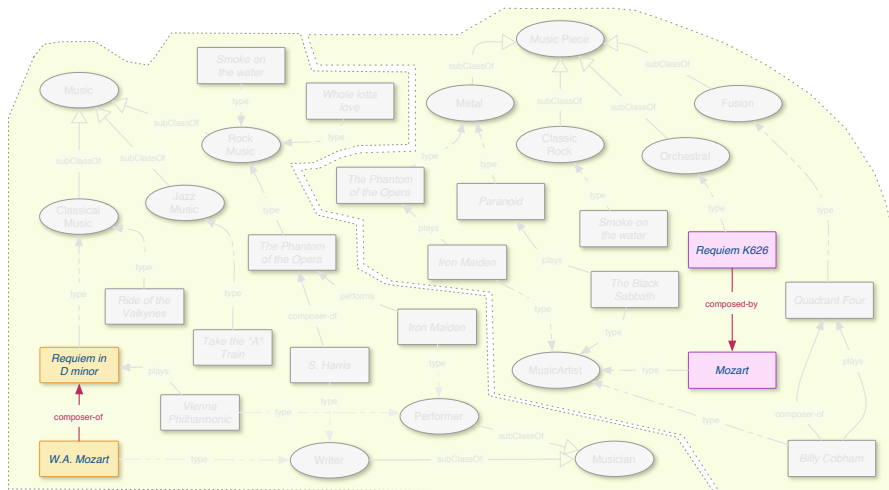 Music Piece
Smoke on
the water
subClassOf
subClassOf
Music
type
Whole lotta
love
Metal
subClassOf
Fusion
subClassOf
type
Rock
Music
Classic
Rock
subClassOf
Orchestral
subClassOf
subClassOf
type
The Phantom
of the Opera
type
type
Jazz
Music
Paranoid
Classical
Music
type
type
type
plays
Smoke on
the water
The Phantom
of the Opera
Requiem K626
Iron Maiden
plays
type
type
The Black
Sabbath
type
performs
Quadrant Four
Ride of the
Valkyries
composed-by
type
composer-of
type
type
Iron Maiden
Take the "A"
Train
Requiem in
D minor
S. Harris
type
plays
MusicArtist
type
Mozart
plays
Vienna
Philharmonic
type
type
Performer
composer-of
composer-of
type
type
subClassOf
W.A. Mozart
type
Writer
subClassOf
Musician
Billy Cobham